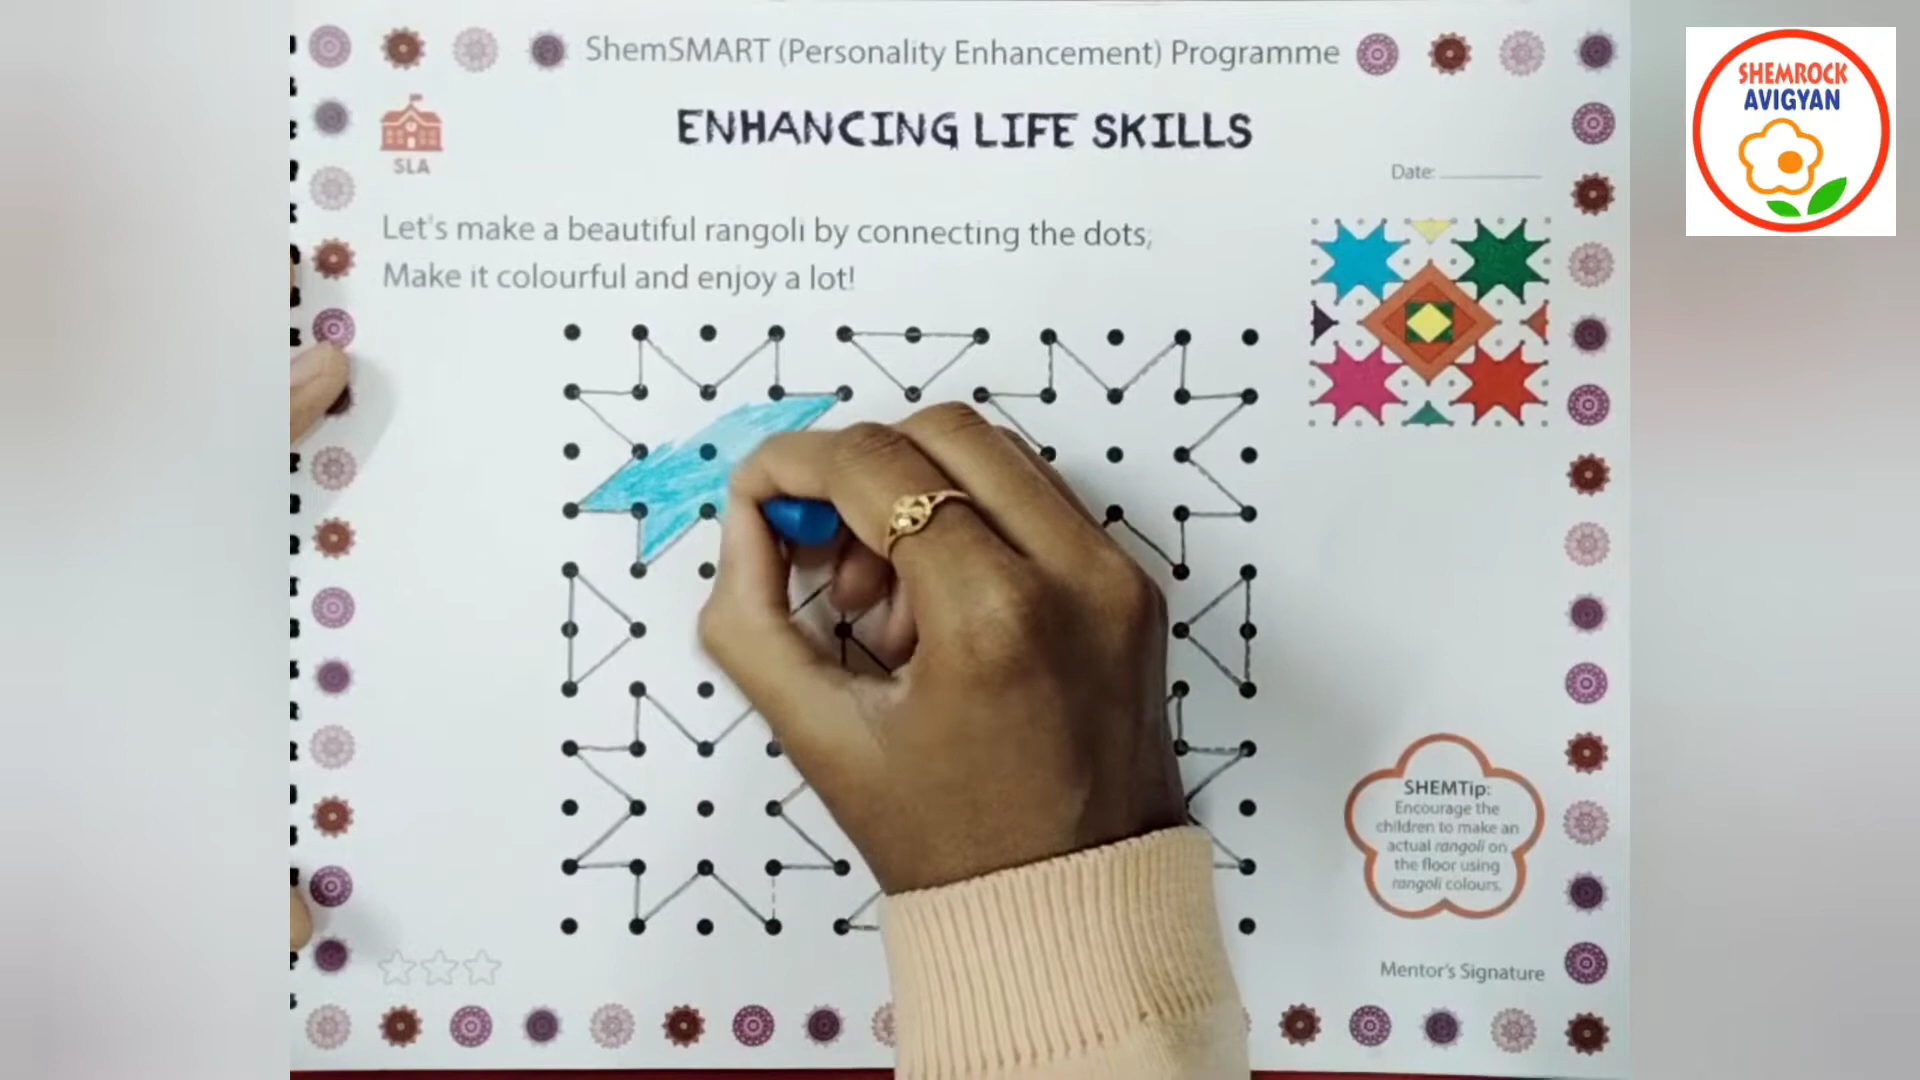 ShemSMART (Personality Enhancement) Programme
SHEMROCK
AVIGYAN
ENHANCING LIFE SKILLS
SLA
Date:
Let's make a beautiful rangoli by connecting the dots,
Make it colourful and enjoy a lot!
SHEMTip:
Encourage the
children to make an
actual rangoli on
the floor using
rangoli colours.
Mentor's Signature